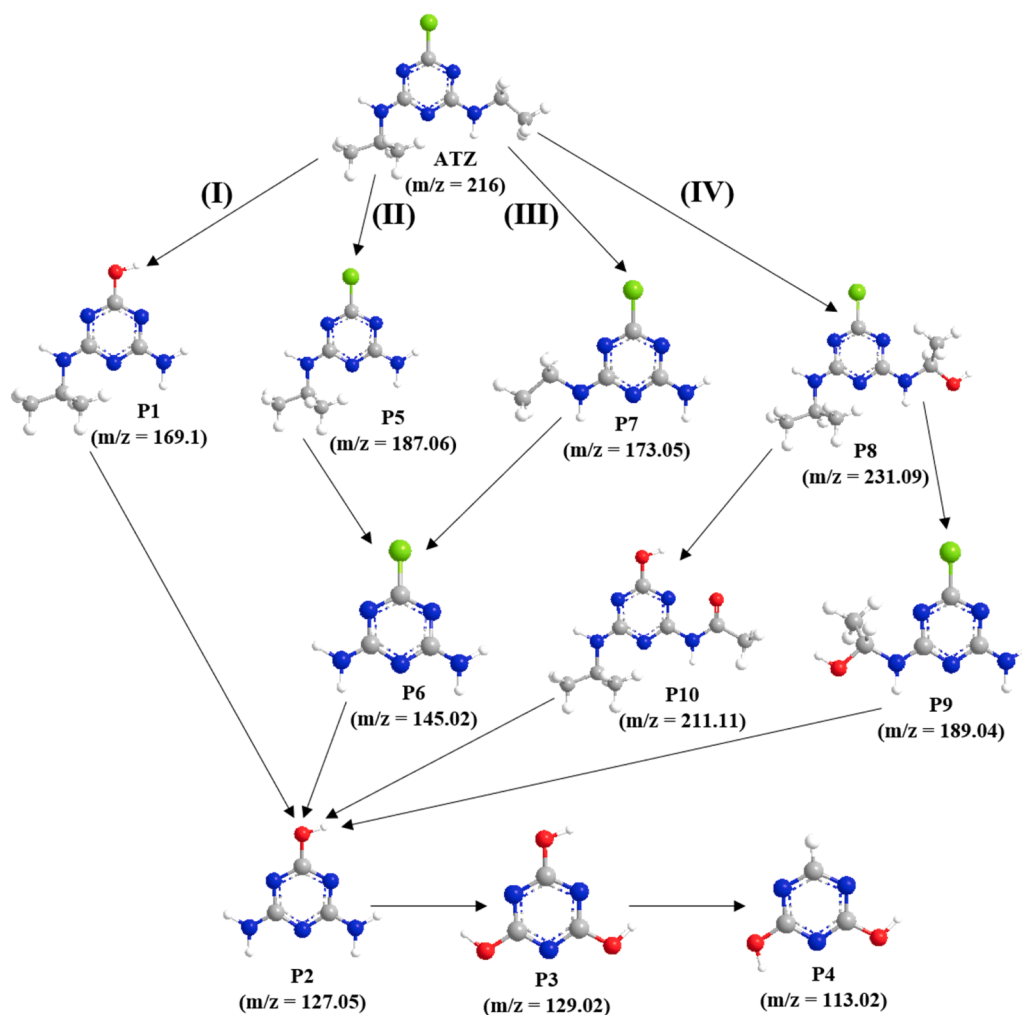 ATZ
(m/z = 216)
(I)
(II)
(III)
(IV)
P1
(m/z = 169.1)
P5
(m/z = 187.06)
P7
(m/z = 173.05)
P8
(m/z = 231.09)
P6
(m/z = 145.02)
P10
(m/z = 211.11)
P9
(m/z = 189.04)
P2
(m/z = 127.05)
P3
(m/z = 129.02)
P4
(m/z = 113.02)